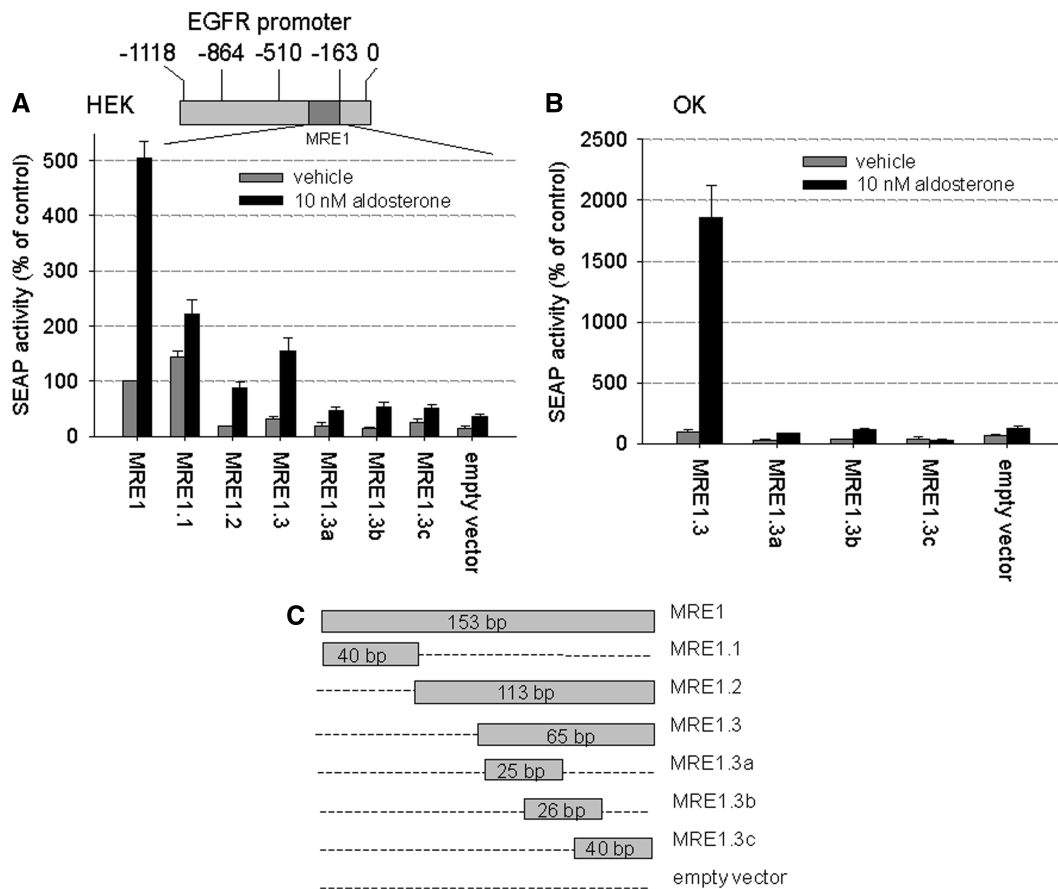 EGFR promoter
-1118 -864 -510 -163 0
A HEK
MRE1
vehicle
10 nM aldosterone
SEAP activity (% of control)
500
400
300
200
100
0
MRE1
MRE1.1
MRE1.2
MRE1.3
MRE1.3a
MRE1.3b
MRE1.3c
empty vector
B OK
vehicle
10 nM aldosterone
SEAP activity (% of control)
2500
2000
1500
1000
500
0
MRE1.3
MRE1.3a
MRE1.3b
MRE1.3c
empty vector
C
153 bp MRE1
40 bp MRE1.1
113 bp MRE1.2
65 bp MRE1.3
25 bp MRE1.3a
26 bp MRE1.3b
40 bp MRE1.3c
empty vector